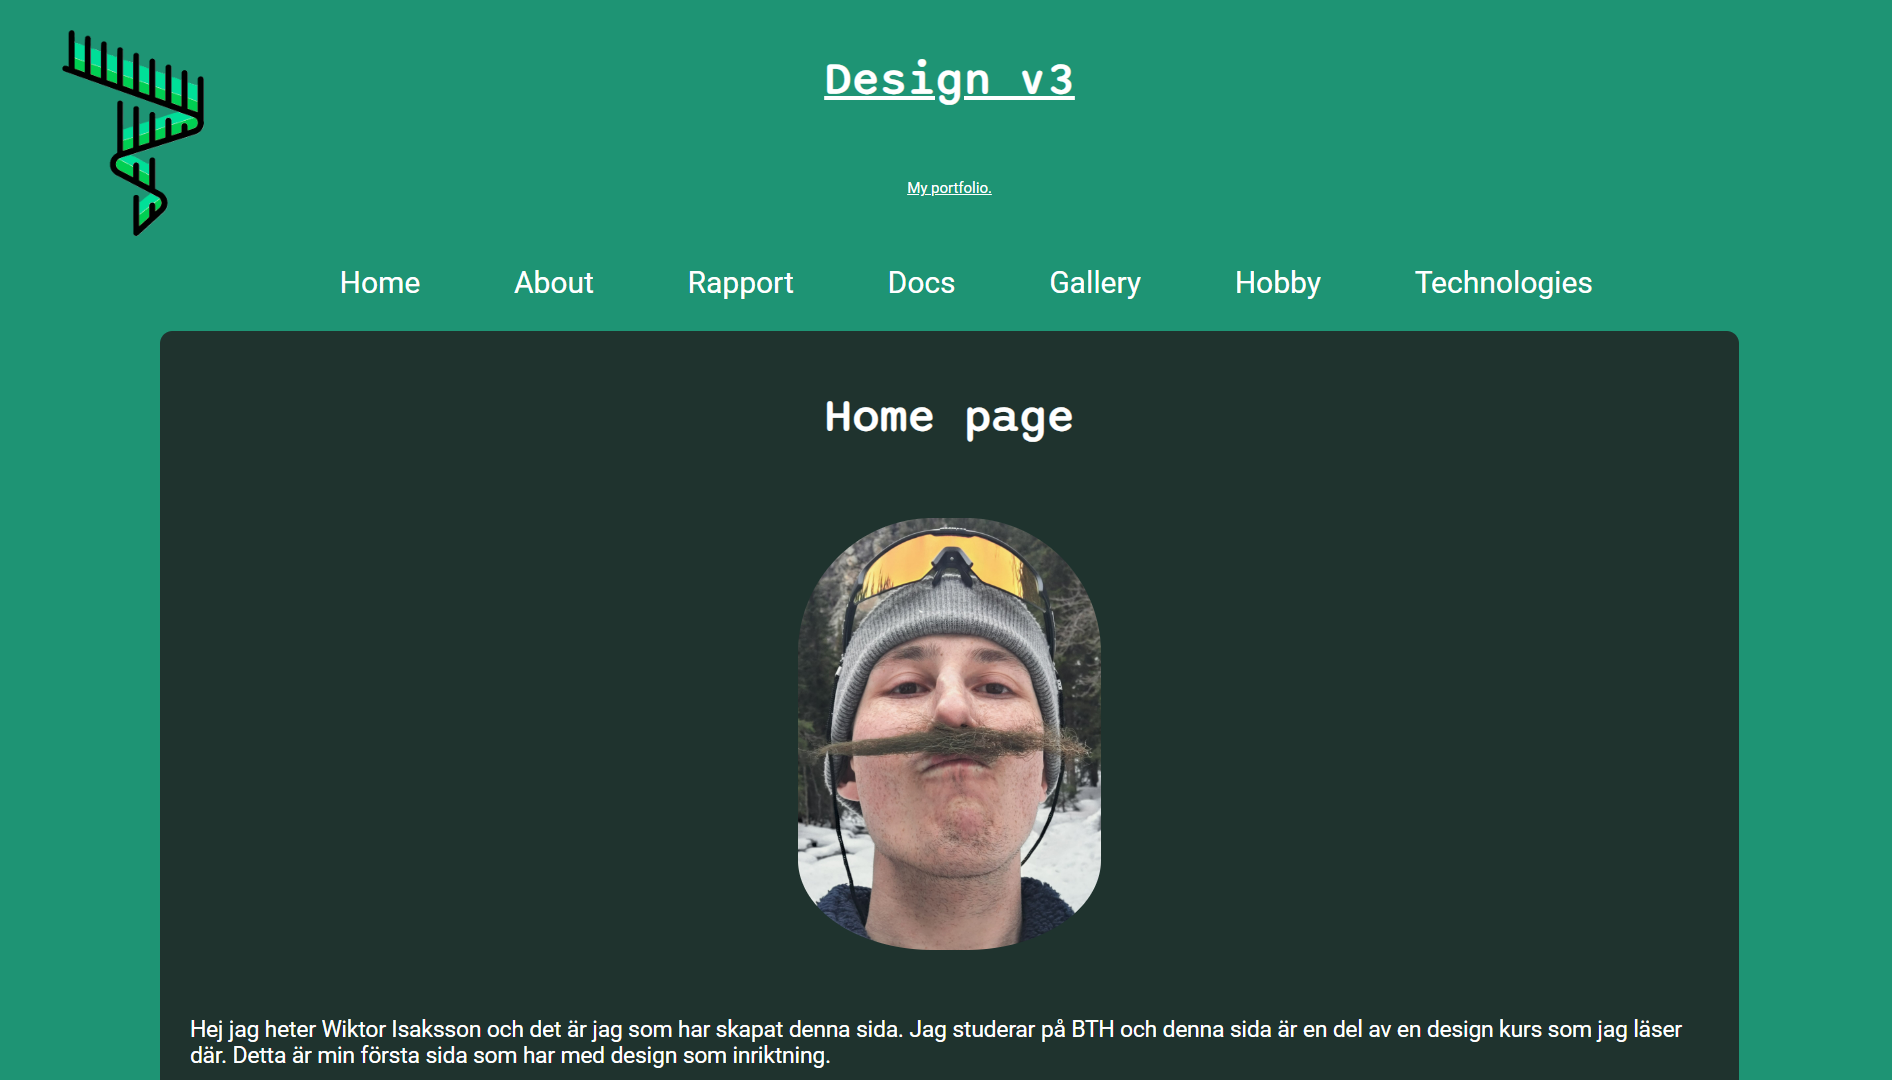 Design v3
My portfolio.
Home About Rapport Docs Gallery Hobby Technologies
Home page
Hej jag heter Wiktor Isaksson och det är jag som har skapat denna sida. Jag studerar på BTH och denna sida är en del av en design kurs som jag läser
där. Detta är min första sida som har med design som inriktning.